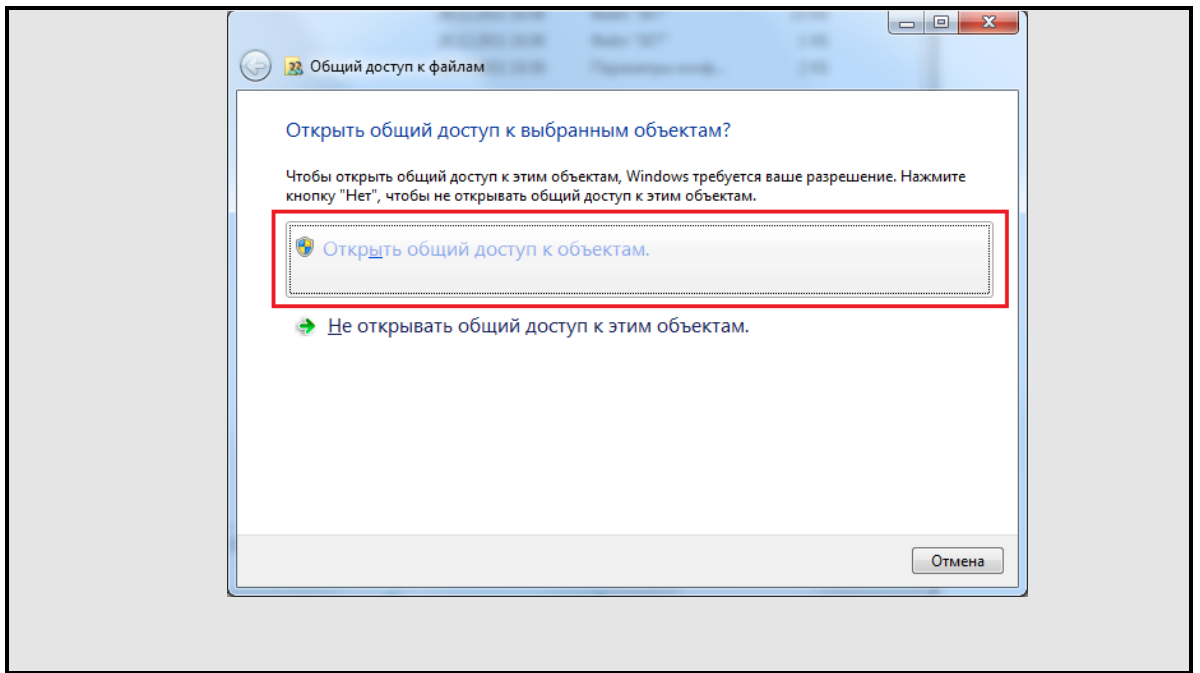 Общий доступ к файлам
Открыть общий доступ к выбранным объектам?
Чтобы открыть общий доступ к этим объектам, Windows требуется ваше разрешение. Нажмите
кнопку "Нет", чтобы не открывать общий доступ к этим объектам.
Открыть общий доступ к объектам.
Не открывать общий доступ к этим объектам.
Отмена